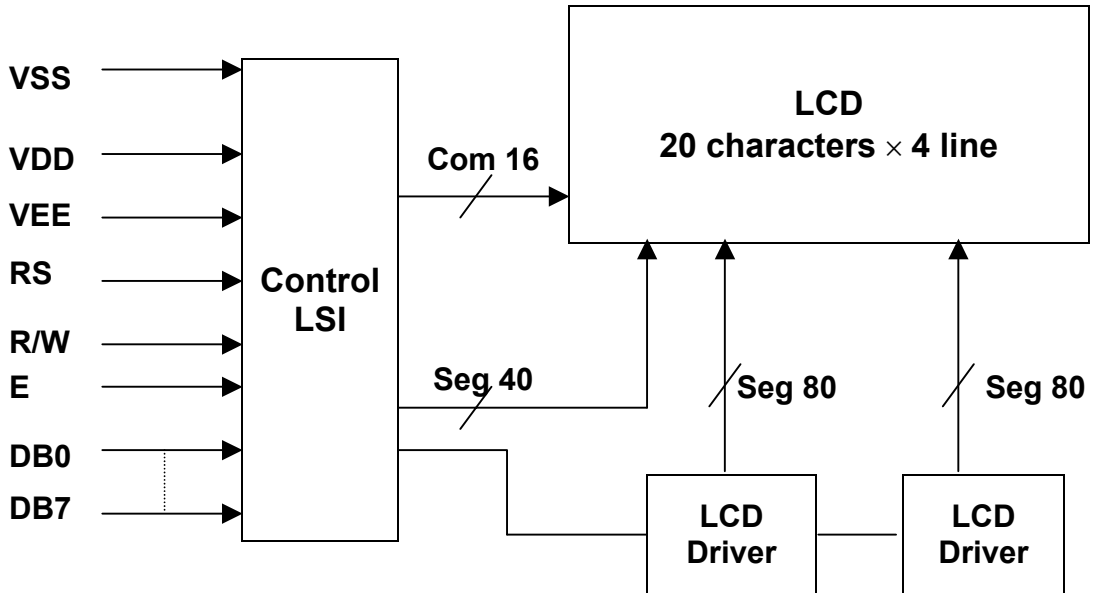 VSS
VDD
VEE
RS
R/W
E
DB0
DB7
Control
LSI
Com 16
Seg 40
LCD
20 characters × 4 line
Seg 80
Seg 80
LCD
Driver
LCD
Driver